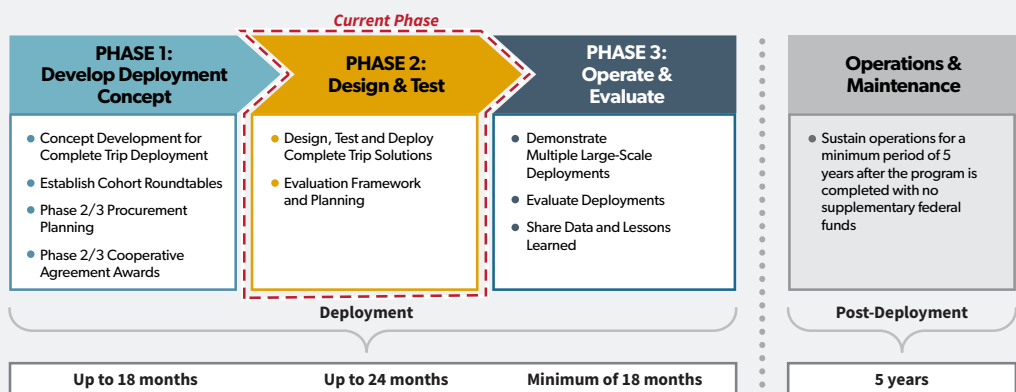 Current Phase
PHASE 1:
Develop Deployment
Concept
• Concept Development for
Complete Trip Deployment
• Establish Cohort Roundtables
• Phase 2/3 Procurement
Planning
• Phase 2/3 Cooperative
Agreement Awards
PHASE 2:
Design & Test
• Design, Test and Deploy
Complete Trip Solutions
• Evaluation Framework
and Planning
PHASE 3:
Operate &
Evaluate
• Demonstrate
Multiple Large-Scale
Deployments
• Evaluate Deployments
• Share Data and Lessons
Learned
Operations &
Maintenance
• Sustain operations for a
minimum period of 5
years after the program is
completed with no
supplementary federal
funds
Deployment
Post-Deployment
Up to 18 months
Up to 24 months
Minimum of 18 months
5 years